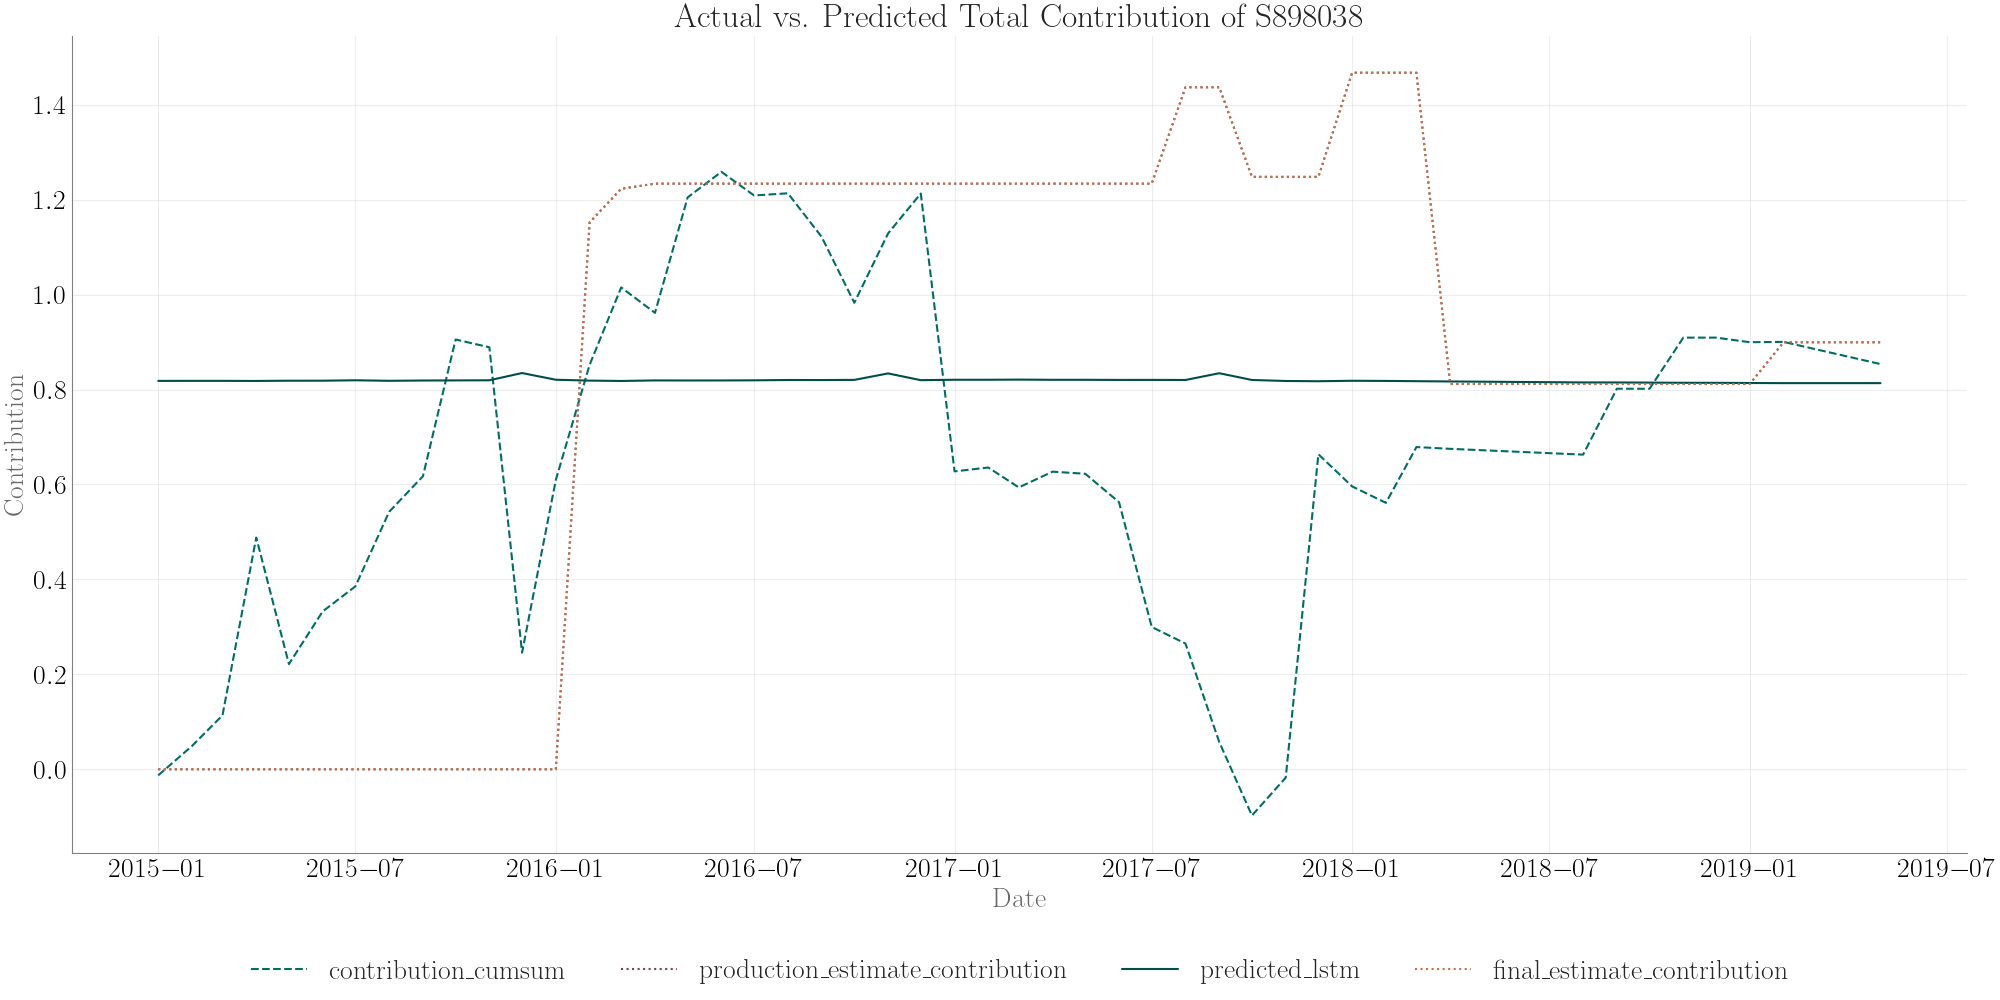 Actual vs. Predicted Total Contribution of S898038
Contribution
1.4
1.2
1.0
0.8
0.6
0.4
0.2
0.0
2015−01 2015−07 2016−01 2016−07 2017−01 2017−07 2018−01 2018−07 2019−01 2019−07
Date
contribution_cumsum production_estimate_contribution predicted_lstm final_estimate_contribution